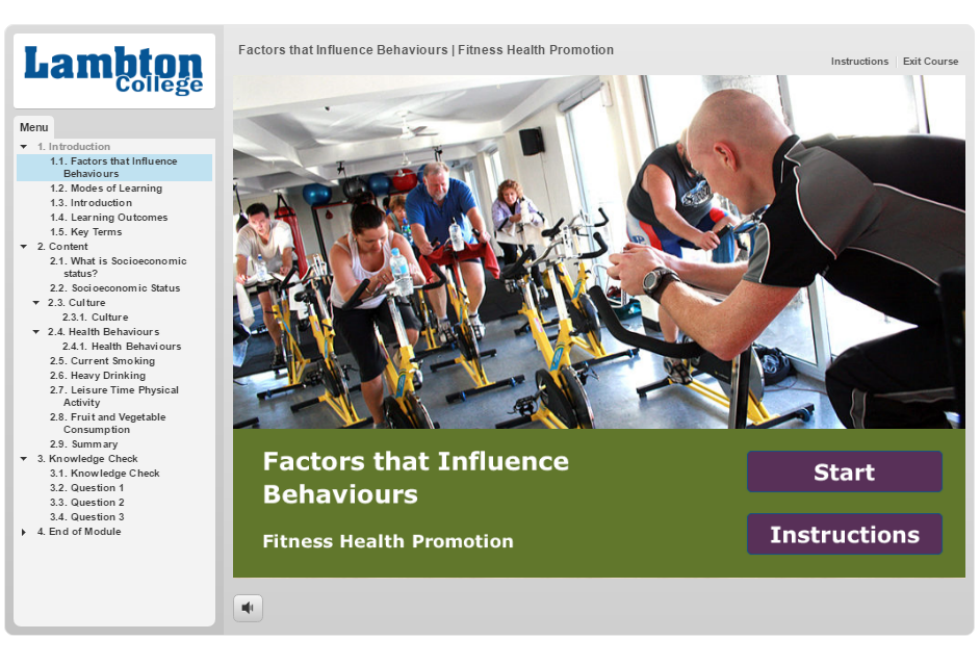 Lambton
College
Factors that Influence Behaviours | Fitness Health Promotion
Instructions
Exit Course
Menu
1. Introduction
1.1. Factors that Influence
Behaviours
1.2. Modes of Learning
1.3. Introduction
1.4. Learning Outcomes
1.5. Key Terms
2. Content
2.1. What is Socioeconomic
status?
2.2. Socioeconomic Status
2.3. Culture
2.3.1. Culture
2.4. Health Behaviours
2.4.1. Health Behaviours
2.5. Current Smoking
2.6. Heavy Drinking
2.7. Leisure Time Physical
Activity
2.8. Fruit and Vegetable
Consumption
2.9. Summary
3. Knowledge Check
3.1. Knowledge Check
3.2. Question 1
3.3. Question 2
3.4. Question 3
4. End of Module
Factors that Influence
Behaviours
Fitness Health Promotion
Start
Instructions